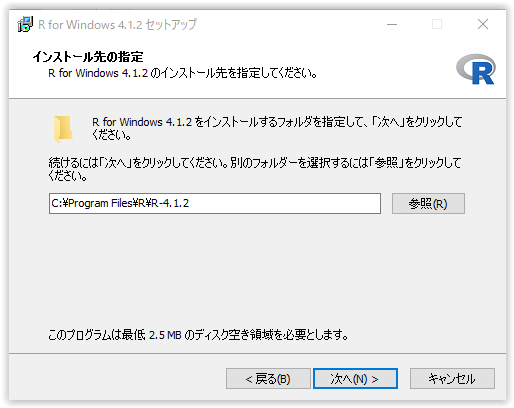 R for Windows 4.1.2 セットアップ
インストール先の指定
R for Windows 4.1.2 のインストール先を指定してください。
R
R for Windows 4.1.2 をインストールするフォルダを指定して、「次へ」をクリックして
ください。
続けるには「次へ」をクリックしてください。別のフォルダーを選択するには「参照」をクリックして
ください。
C:¥Program Files¥R¥R-4.1.2
参照(R)
このプログラムは最低 2.5 MB のディスク空き領域を必要とします。
< 戻る(B)
次へ(N) >
キャンセル